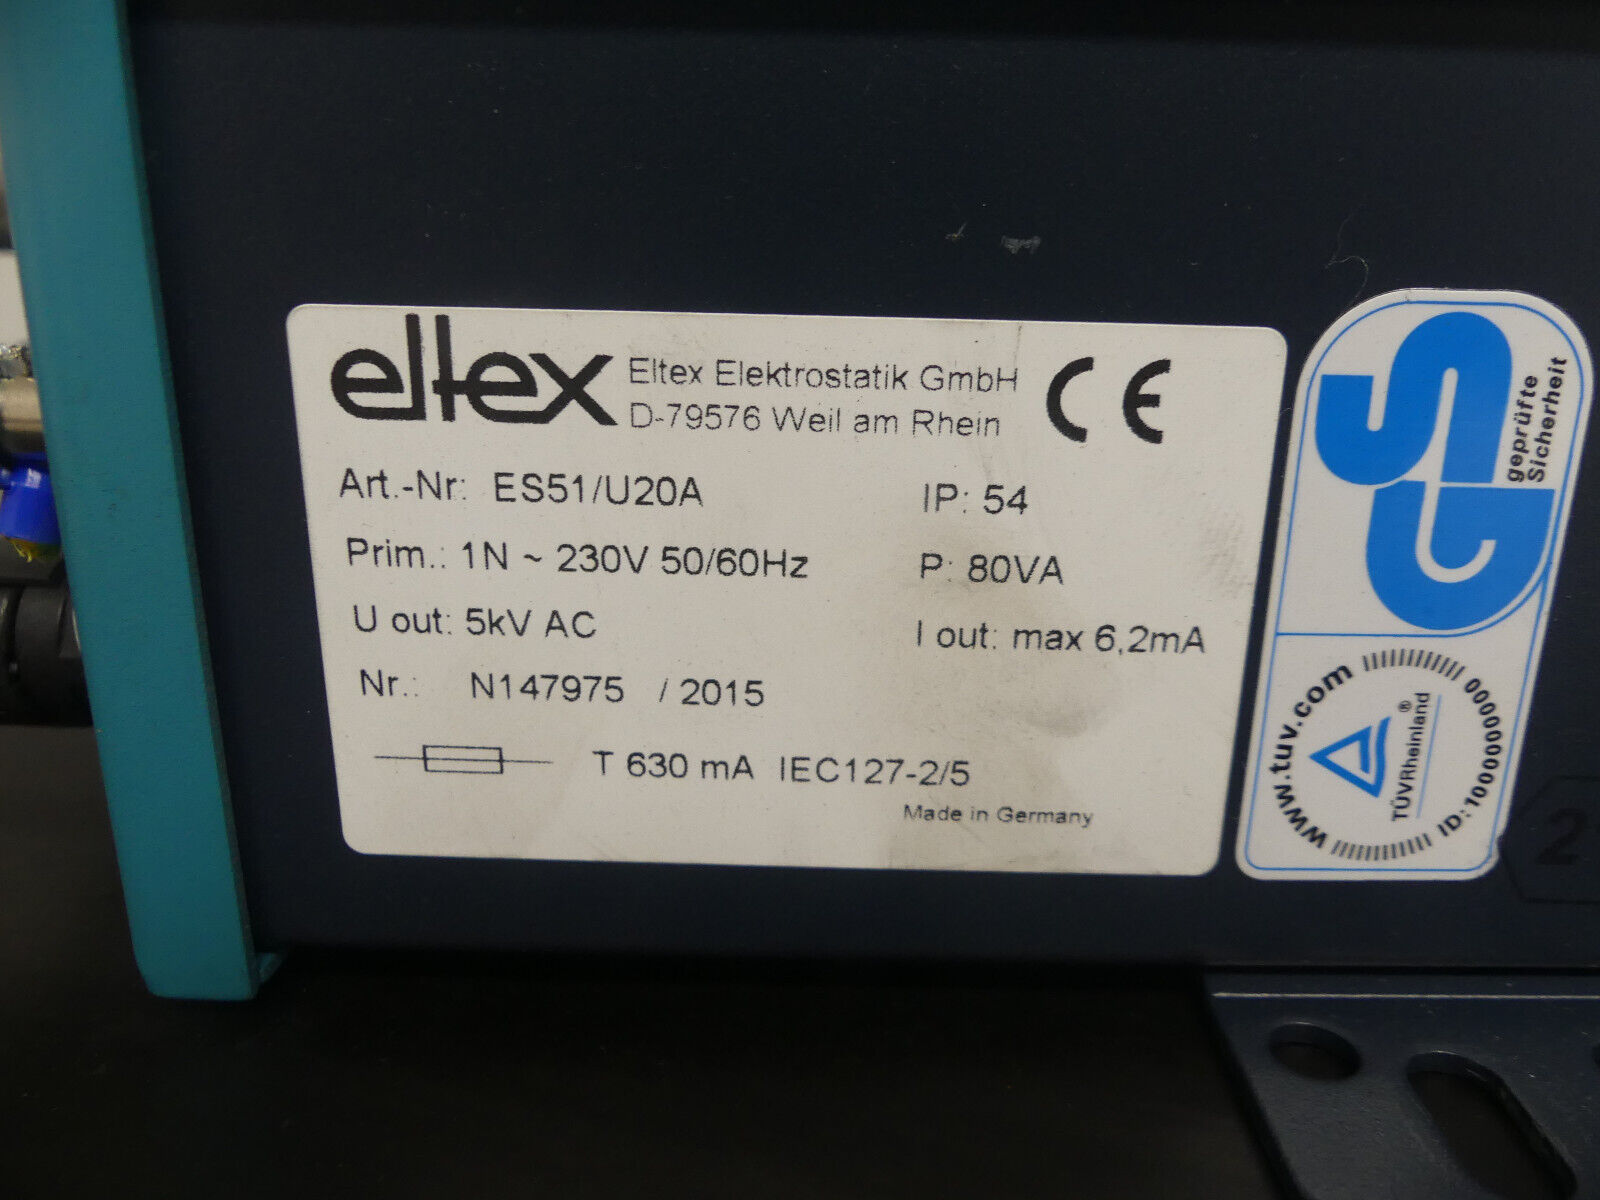 eltex
Eltex Elektrostatik GmbH
D-79576 Weil am Rhein
CE
Art.-Nr: ES51/U20A
IP: 54
Prim.: 1N ~ 230V 50/60Hz
P: 80VA
U out: 5kV AC
I out: max 6,2mA
Nr.: N147975 / 2015
T 630 mA IEC127-2/5
Made in Germany
geprüfte
Sicherheit
www.tuv.com
TÜVRheinland®
2